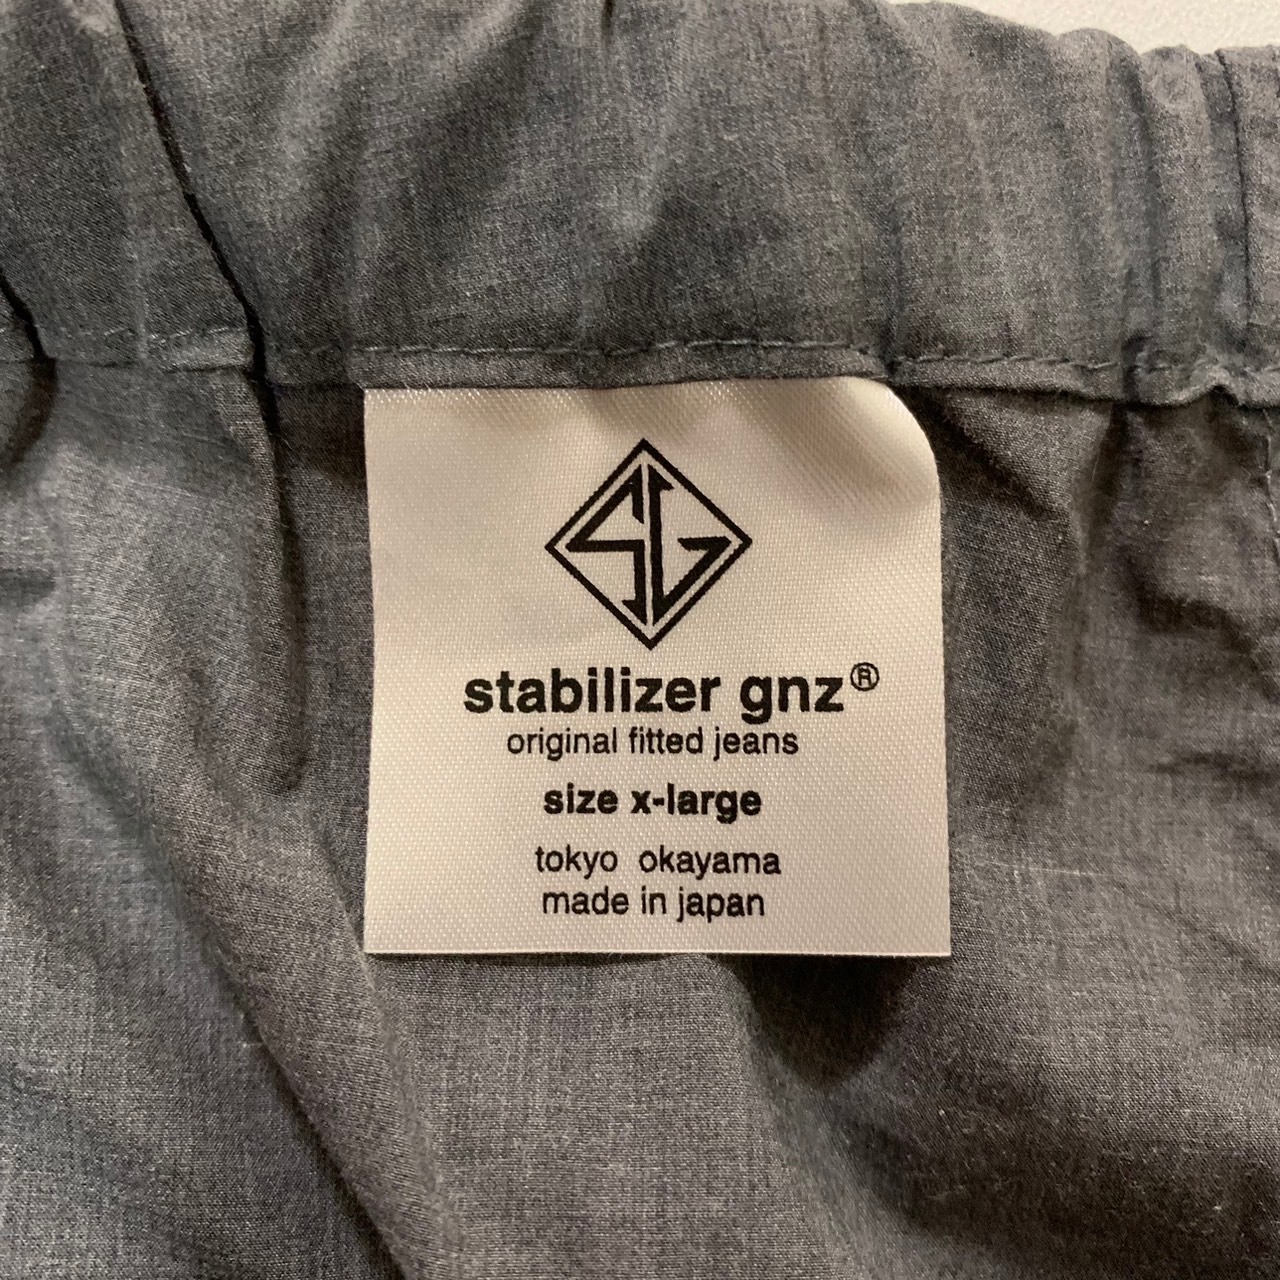 SG
stabilizer gnz®
original fitted jeans
size x-large
tokyo okayama
made in japan